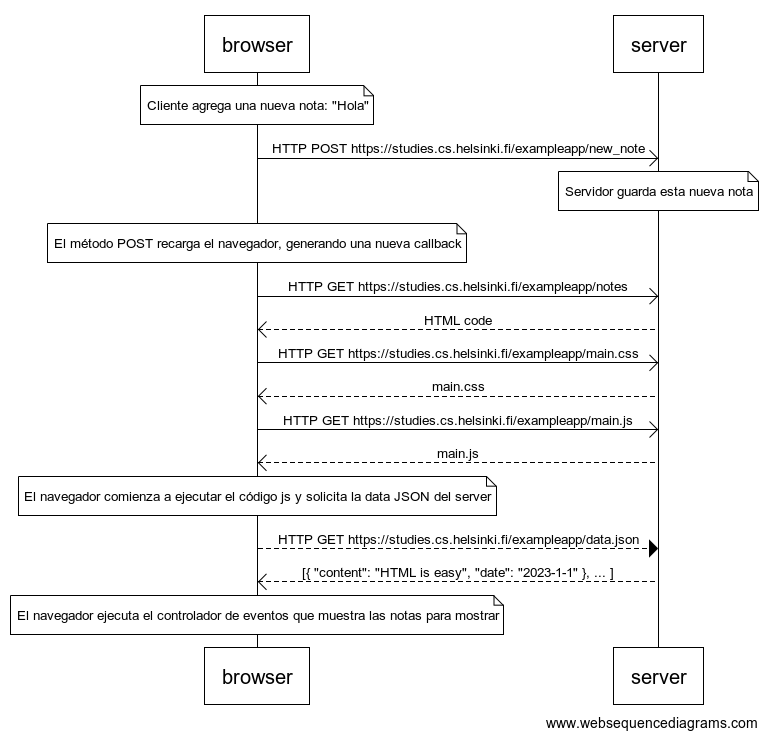 browser
server
Cliente agrega una nueva nota: "Hola"
HTTP POST https://studies.cs.helsinki.fi/exampleapp/new_note
Servidor guarda esta nueva nota
El método POST recarga el navegador, generando una nueva callback
HTTP GET https://studies.cs.helsinki.fi/exampleapp/notes
HTML code
HTTP GET https://studies.cs.helsinki.fi/exampleapp/main.css
main.css
HTTP GET https://studies.cs.helsinki.fi/exampleapp/main.js
main.js
El navegador comienza a ejecutar el código js y solicita la data JSON del server
HTTP GET https://studies.cs.helsinki.fi/exampleapp/data.json
[{ "content": "HTML is easy", "date": "2023-1-1" }, ... ]
El navegador ejecuta el controlador de eventos que muestra las notas para mostrar
browser
server
www.websequencediagrams.com